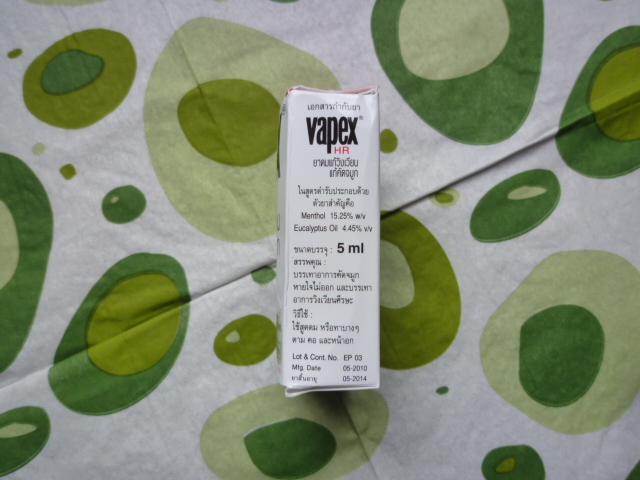 เอกสารกำกับยา
vapex®
HR
ยาดมแก้วิงเวียน
แก้คัดจมูก
ในสูตรตำรับประกอบด้วย
ตัวยาสำคัญคือ
Menthol 15.25% w/v
Eucalyptus Oil 4.45% v/v
ขนาดบรรจุ : 5 ml
สรรพคุณ :
บรรเทาอาการคัดจมูก
หายใจไม่ออก และบรรเทา
อาการวิงเวียนศีรษะ
วิธีใช้ :
ใช้สูดดม หรือทาบางๆ
ตาม คอ และหน้าอก
Lot & Cont. No. EP 03
Mfg. Date 05-2010
ยาสิ้นอายุ 05-2014